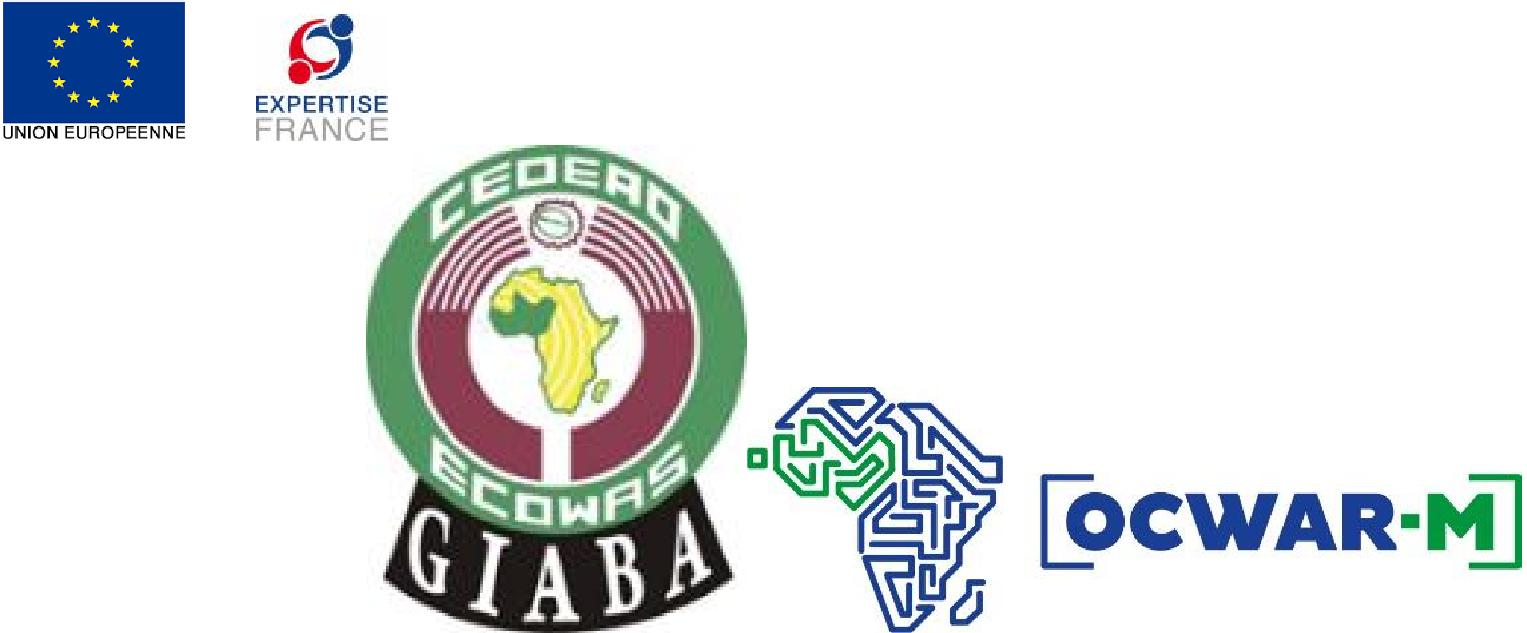 UNION EUROPEENNE
EXPERTISE
FRANCE
CEDEAO
ECOWAS
GIABA
[OCWAR-M]